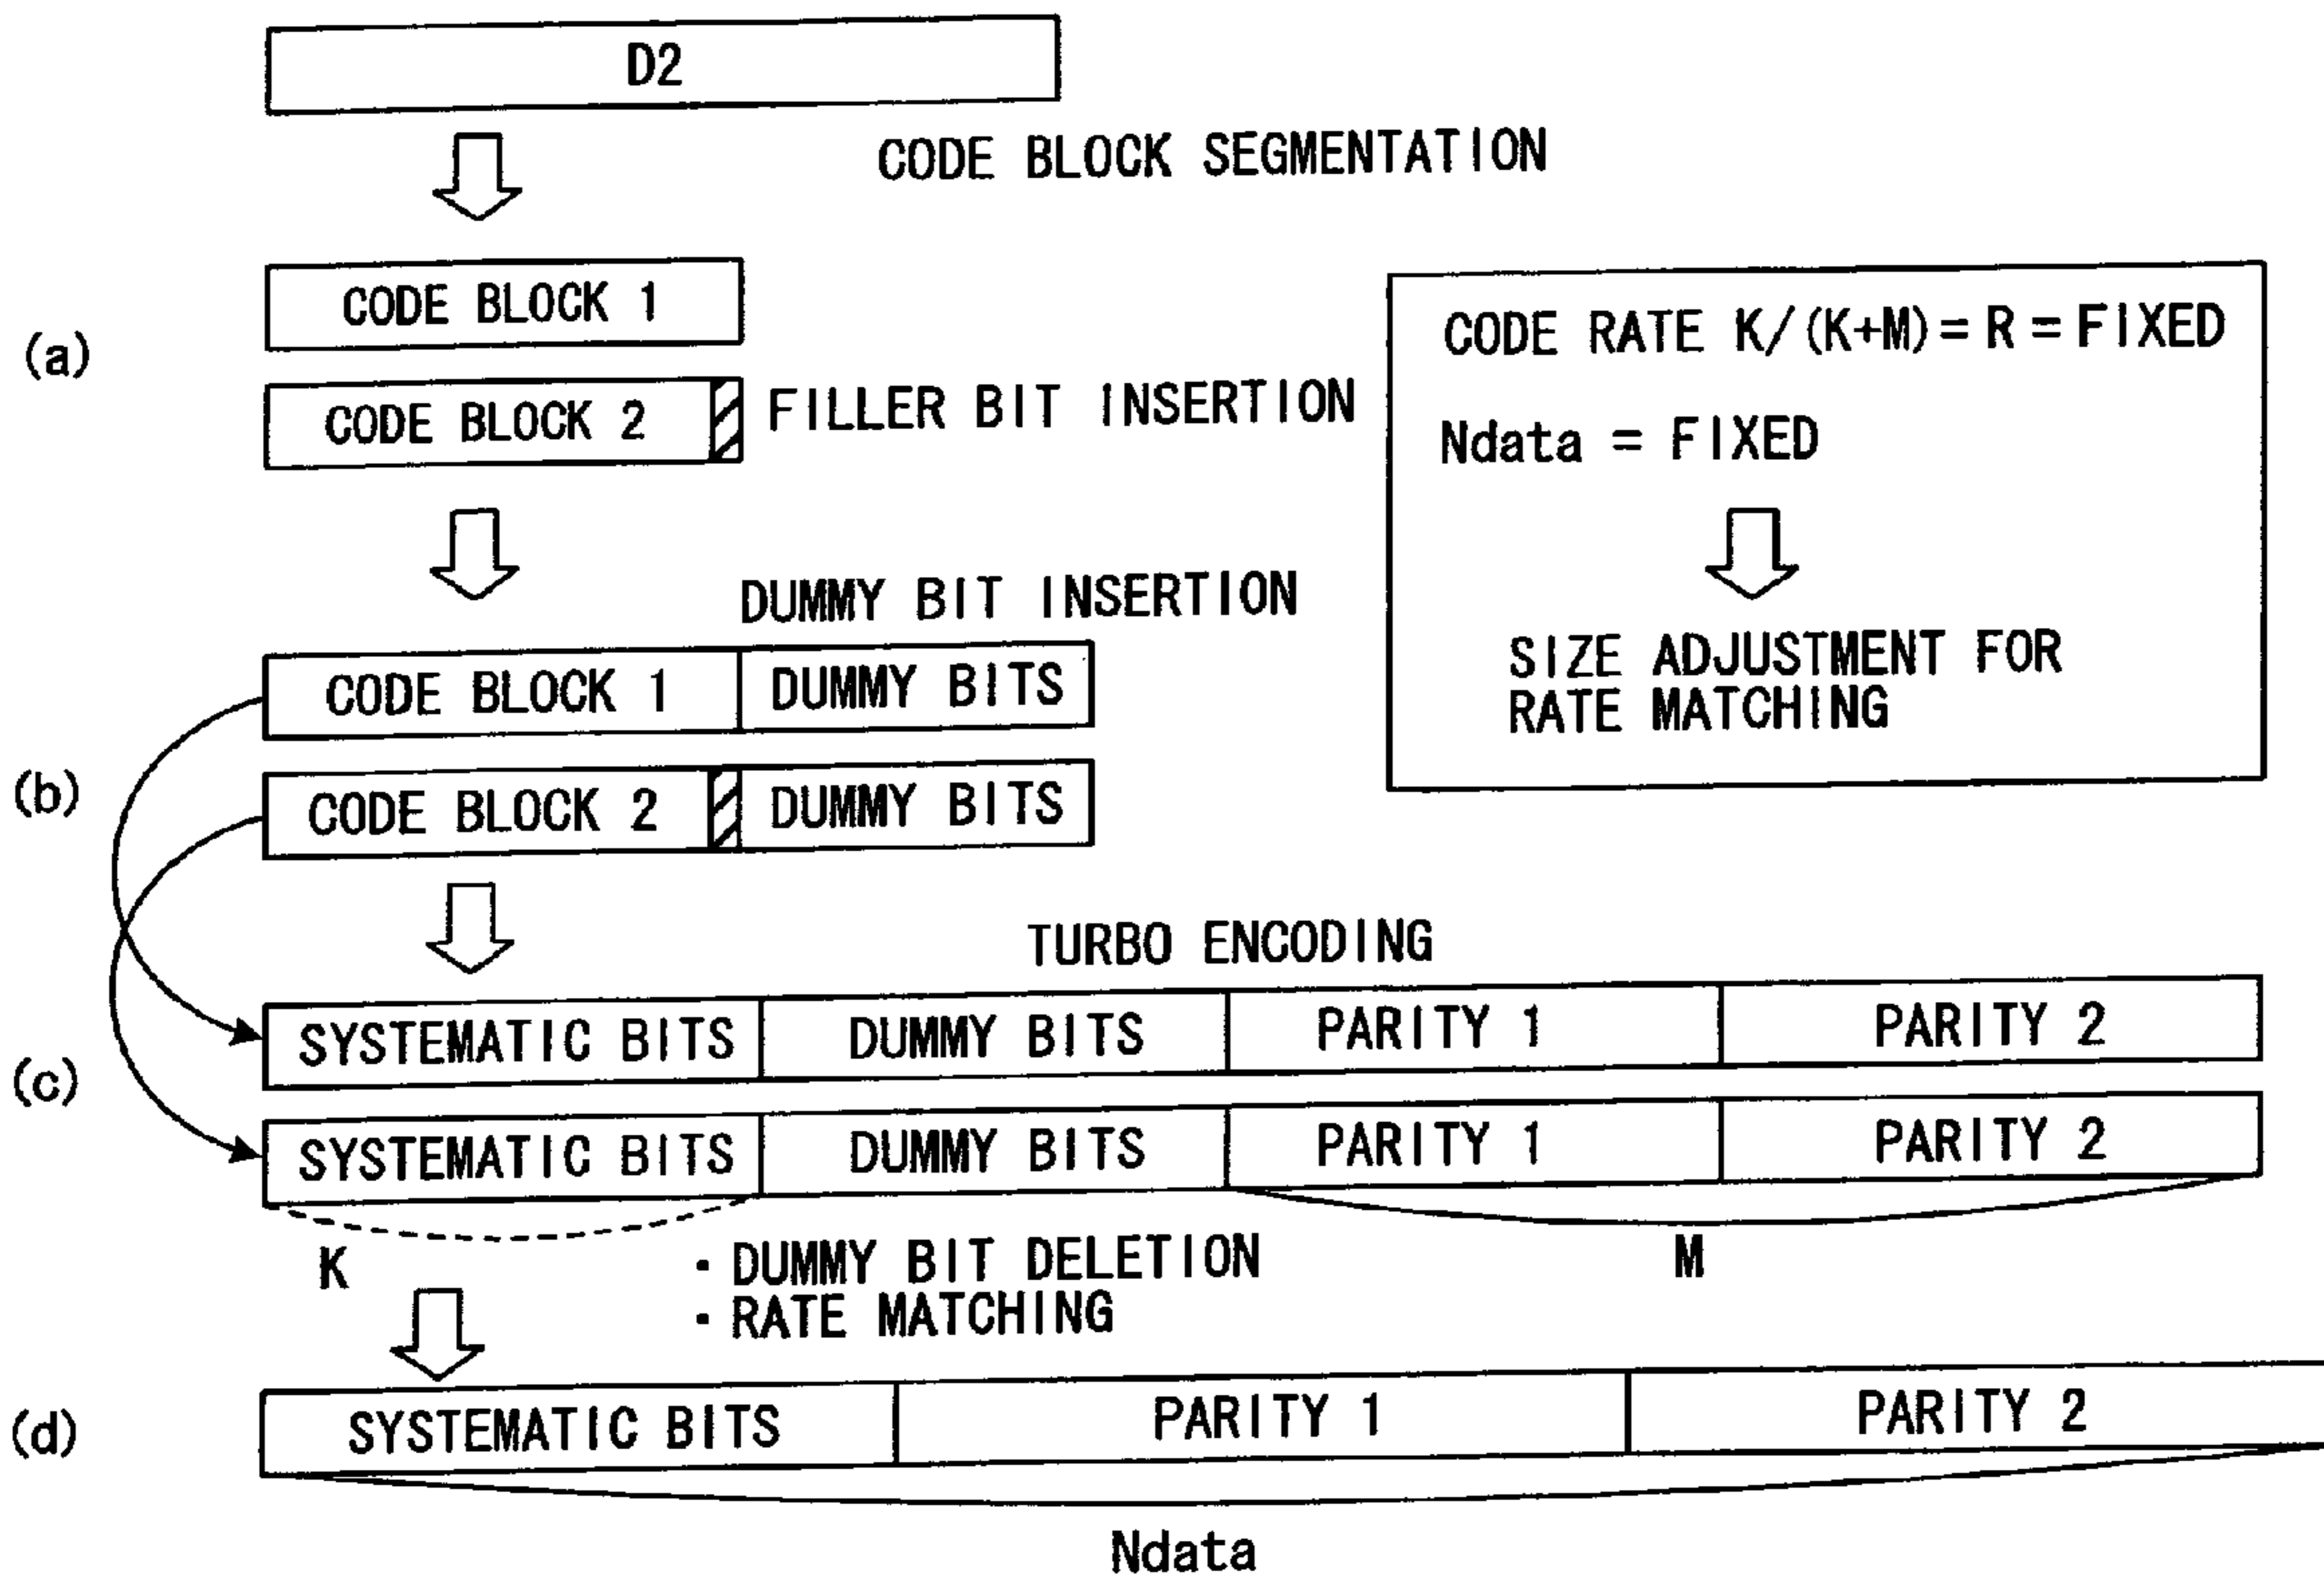 D2
CODE BLOCK SEGMENTATION
(a)
CODE BLOCK 1
CODE BLOCK 2
FILLER BIT INSERTION
CODE RATE K/(K+M)=R=FIXED
Ndata = FIXED
SIZE ADJUSTMENT FOR
RATE MATCHING
DUMMY BIT INSERTION
(b)
CODE BLOCK 1 DUMMY BITS
CODE BLOCK 2 DUMMY BITS
TURBO ENCODING
(c)
SYSTEMATIC BITS DUMMY BITS PARITY 1 PARITY 2
SYSTEMATIC BITS DUMMY BITS PARITY 1 PARITY 2
K
M
· DUMMY BIT DELETION
· RATE MATCHING
(d)
SYSTEMATIC BITS PARITY 1 PARITY 2
Ndata